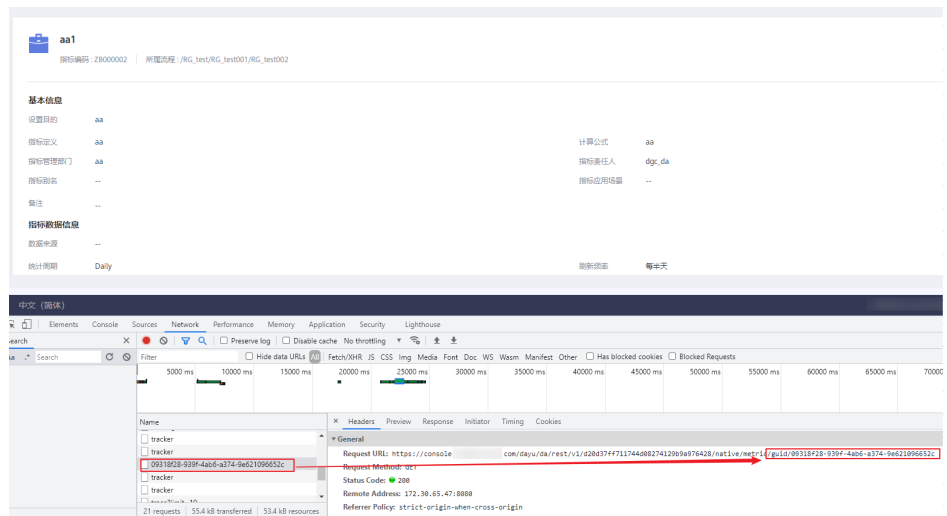 aa1
指标编码 : ZB000002 所属流程 : /RG_test/RG_test001/RG_test002
基本信息
设置目的 aa
指标定义 aa 计算公式 aa
指标管理部门 aa 指标责任人 dgc_da
指标别名 -- 指标应用场景 --
备注 --
指标数据信息
数据来源 --
统计周期 Daily 刷新频率 每半天
中文 (简体)
Elements Console Sources Network Performance Memory Application Security Lighthouse
Search Preserve log Disable cache No throttling
Aa .* Search Filter Hide data URLs All Fetch/XHR JS CSS Img Media Font Doc WS Wasm Manifest Other Has blocked cookies Blocked Requests
5000 ms 10000 ms 15000 ms 20000 ms 25000 ms 30000 ms 35000 ms 40000 ms 45000 ms 50000 ms 55000 ms 60000 ms 65000 ms 7000
Name Headers Preview Response Initiator Timing Cookies
tracker General
tracker Request URL: https://console com/dayu/da/rest/v1/d20d37ff711744d08274129b9a976428/native/metric/guid/09318f28-939f-4ab6-a374-9e621096652c
09318f28-939f-4ab6-a374-9e621096652c Request Method: GET
tracker Status Code: 200
tracker Remote Address: 172.30.65.47:8080
21 requests 55.4 kB transferred 53.4 kB resources Referrer Policy: strict-origin-when-cross-origin